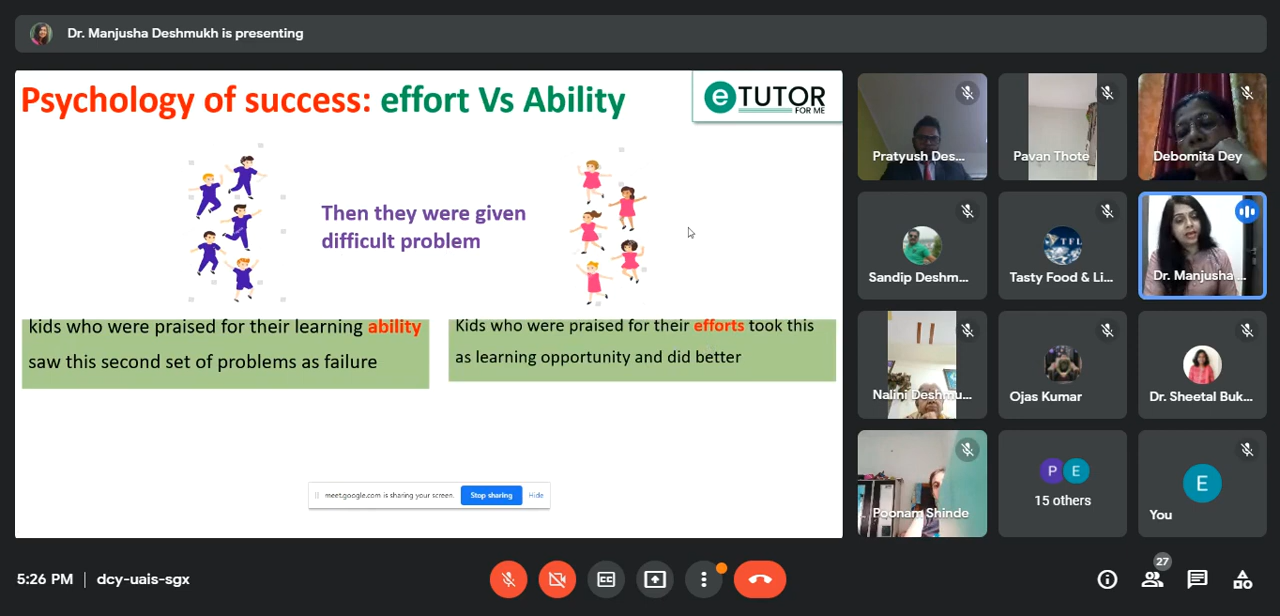 Dr. Manjusha Deshmukh is presenting
Psychology of success: effort Vs Ability
e TUTOR
FOR ME
Then they were given
difficult problem
kids who were praised for their learning ability
saw this second set of problems as failure
Kids who were praised for their efforts took this
as learning opportunity and did better
meet.google.com is sharing your screen.
Stop sharing
Hide
Pratyush Des...
Pavan Thote
Debomita Dey
Sandip Deshm...
TFL
Tasty Food & Li...
Dr. Manjusha ...
Nalini Deshmu...
Ojas Kumar
Dr. Sheetal Buk...
Poonam Shinde
P E
15 others
E
You
5:26 PM | dcy-uais-sgx
CC
27